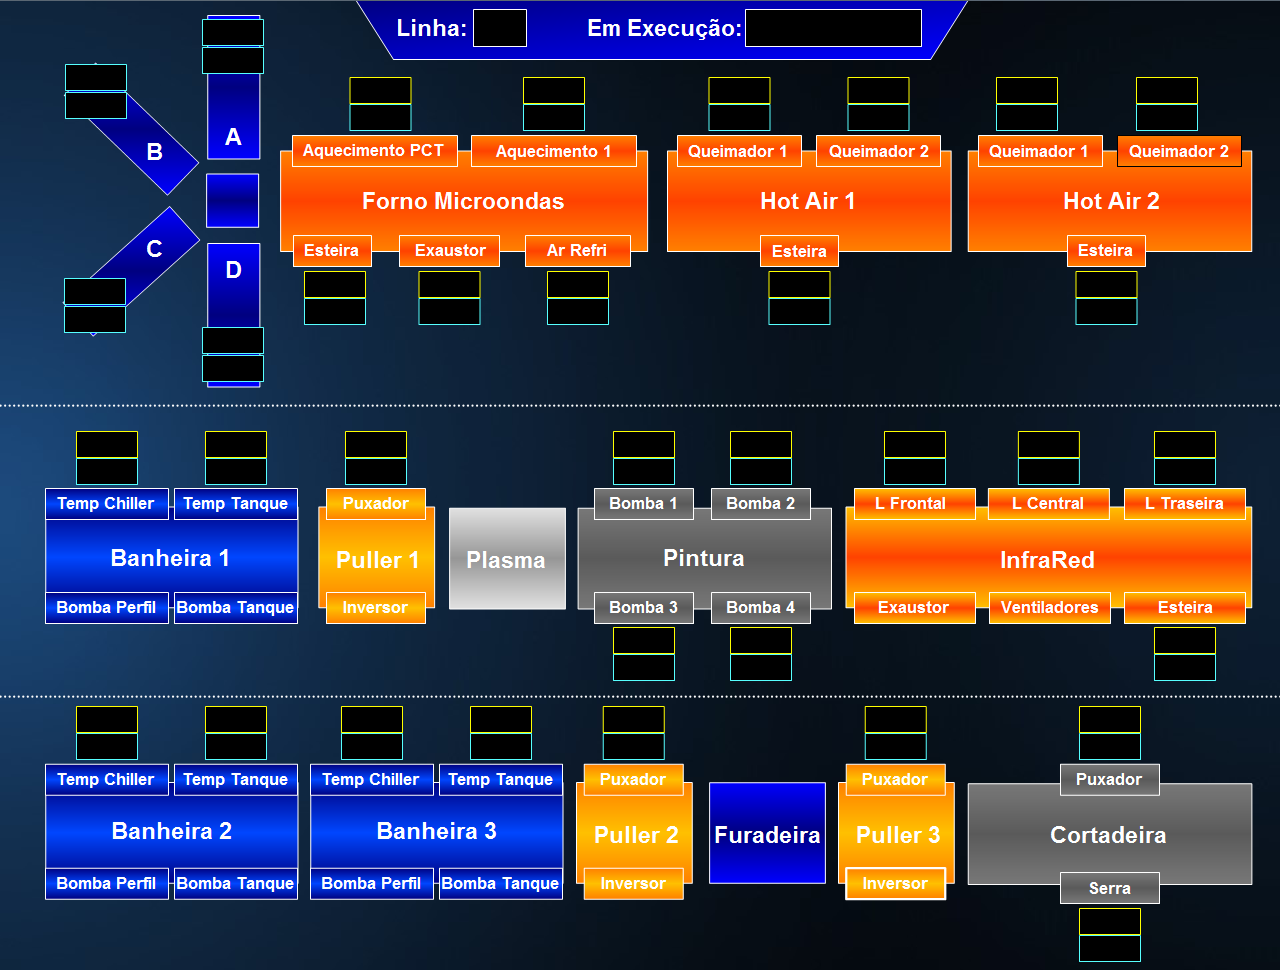 Linha:
Em Execução:
A
B
C
D
Aquecimento PCT
Aquecimento 1
Forno Microondas
Esteira
Exaustor
Ar Refri
Queimador 1
Queimador 2
Hot Air 1
Esteira
Queimador 1
Queimador 2
Hot Air 2
Esteira
Temp Chiller
Temp Tanque
Banheira 1
Bomba Perfil
Bomba Tanque
Puxador
Puller 1
Inversor
Plasma
Bomba 1
Bomba 2
Pintura
Bomba 3
Bomba 4
L Frontal
L Central
L Traseira
InfraRed
Exaustor
Ventiladores
Esteira
Temp Chiller
Temp Tanque
Banheira 2
Bomba Perfil
Bomba Tanque
Temp Chiller
Temp Tanque
Banheira 3
Bomba Perfil
Bomba Tanque
Puxador
Puller 2
Inversor
Furadeira
Puxador
Puller 3
Inversor
Puxador
Cortadeira
Serra